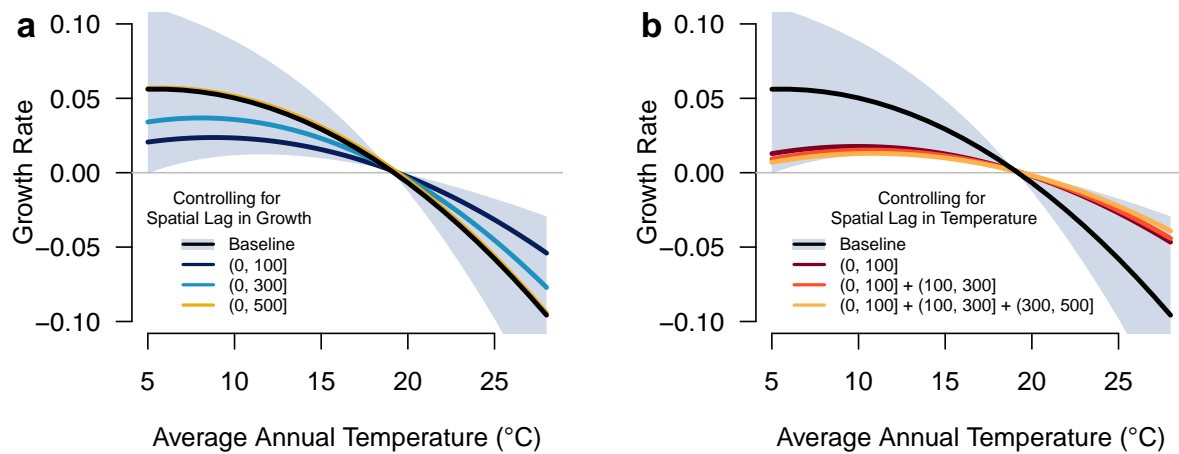 a
0.10
0.05
0.00
−0.05
−0.10
Growth Rate
Controlling for
Spatial Lag in Growth
Baseline
(0, 100]
(0, 300]
(0, 500]
5
10
15
20
25
Average Annual Temperature (°C)
b
0.10
0.05
0.00
−0.05
−0.10
Growth Rate
Controlling for
Spatial Lag in Temperature
Baseline
(0, 100]
(0, 100] + (100, 300]
(0, 100] + (100, 300] + (300, 500]
5
10
15
20
25
Average Annual Temperature (°C)